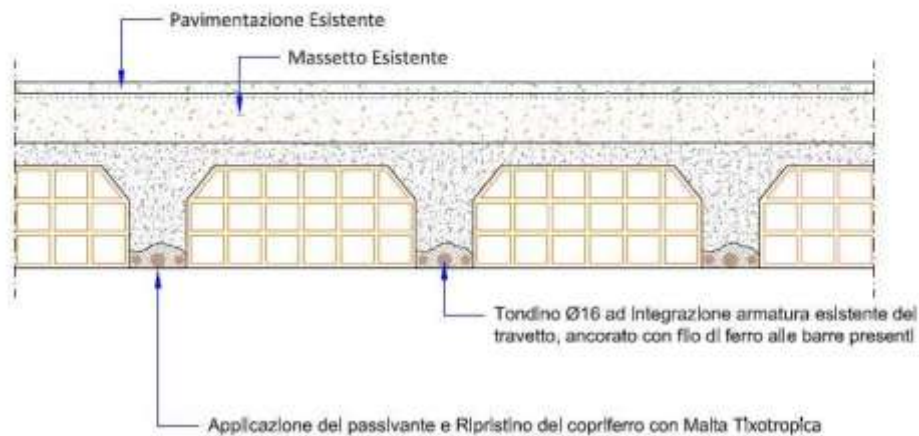 Pavimentazione Esistente
Massetto Esistente
Tondino Ø16 ad integrazione armatura esistente del
travetto, ancorato con filo di ferro alle barre presenti
Applicazione del passivante e Ripristino del copriferro con Malta Tixotropica